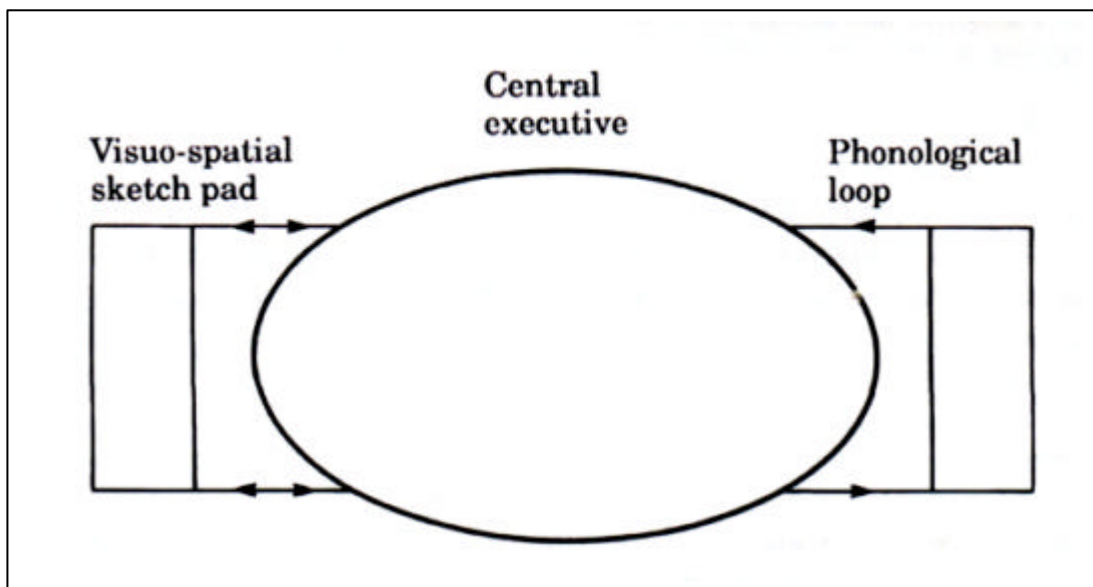 Central
executive
Visuo-spatial
sketch pad
Phonological
loop